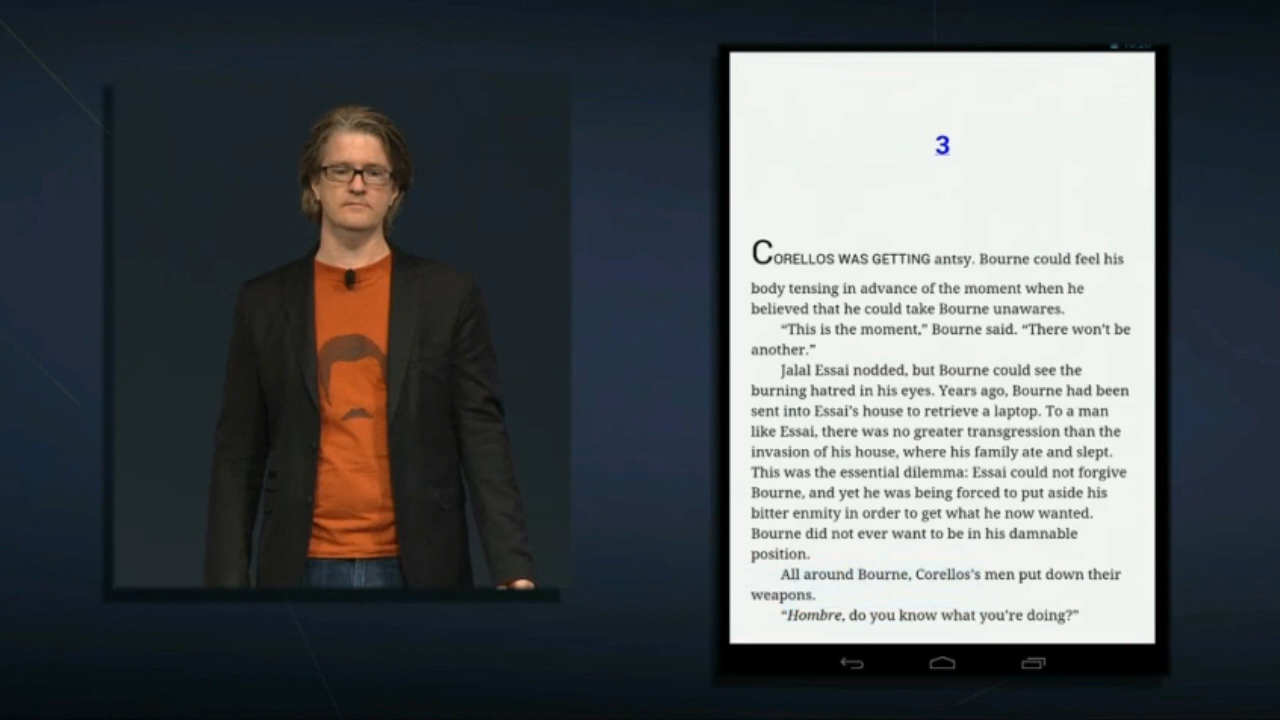 3
CORELLOS WAS GETTING antsy. Bourne could feel his
body tensing in advance of the moment when he
believed that he could take Bourne unawares.
“This is the moment,” Bourne said. “There won’t be
another.”
Jalal Essai nodded, but Bourne could see the
burning hatred in his eyes. Years ago, Bourne had been
sent into Essai’s house to retrieve a laptop. To a man
like Essai, there was no greater transgression than the
invasion of his house, where his family ate and slept.
This was the essential dilemma: Essai could not forgive
Bourne, and yet he was being forced to put aside his
bitter enmity in order to get what he now wanted.
Bourne did not ever want to be in his damnable
position.
All around Bourne, Corellos’s men put down their
weapons.
“Hombre, do you know what you’re doing?”